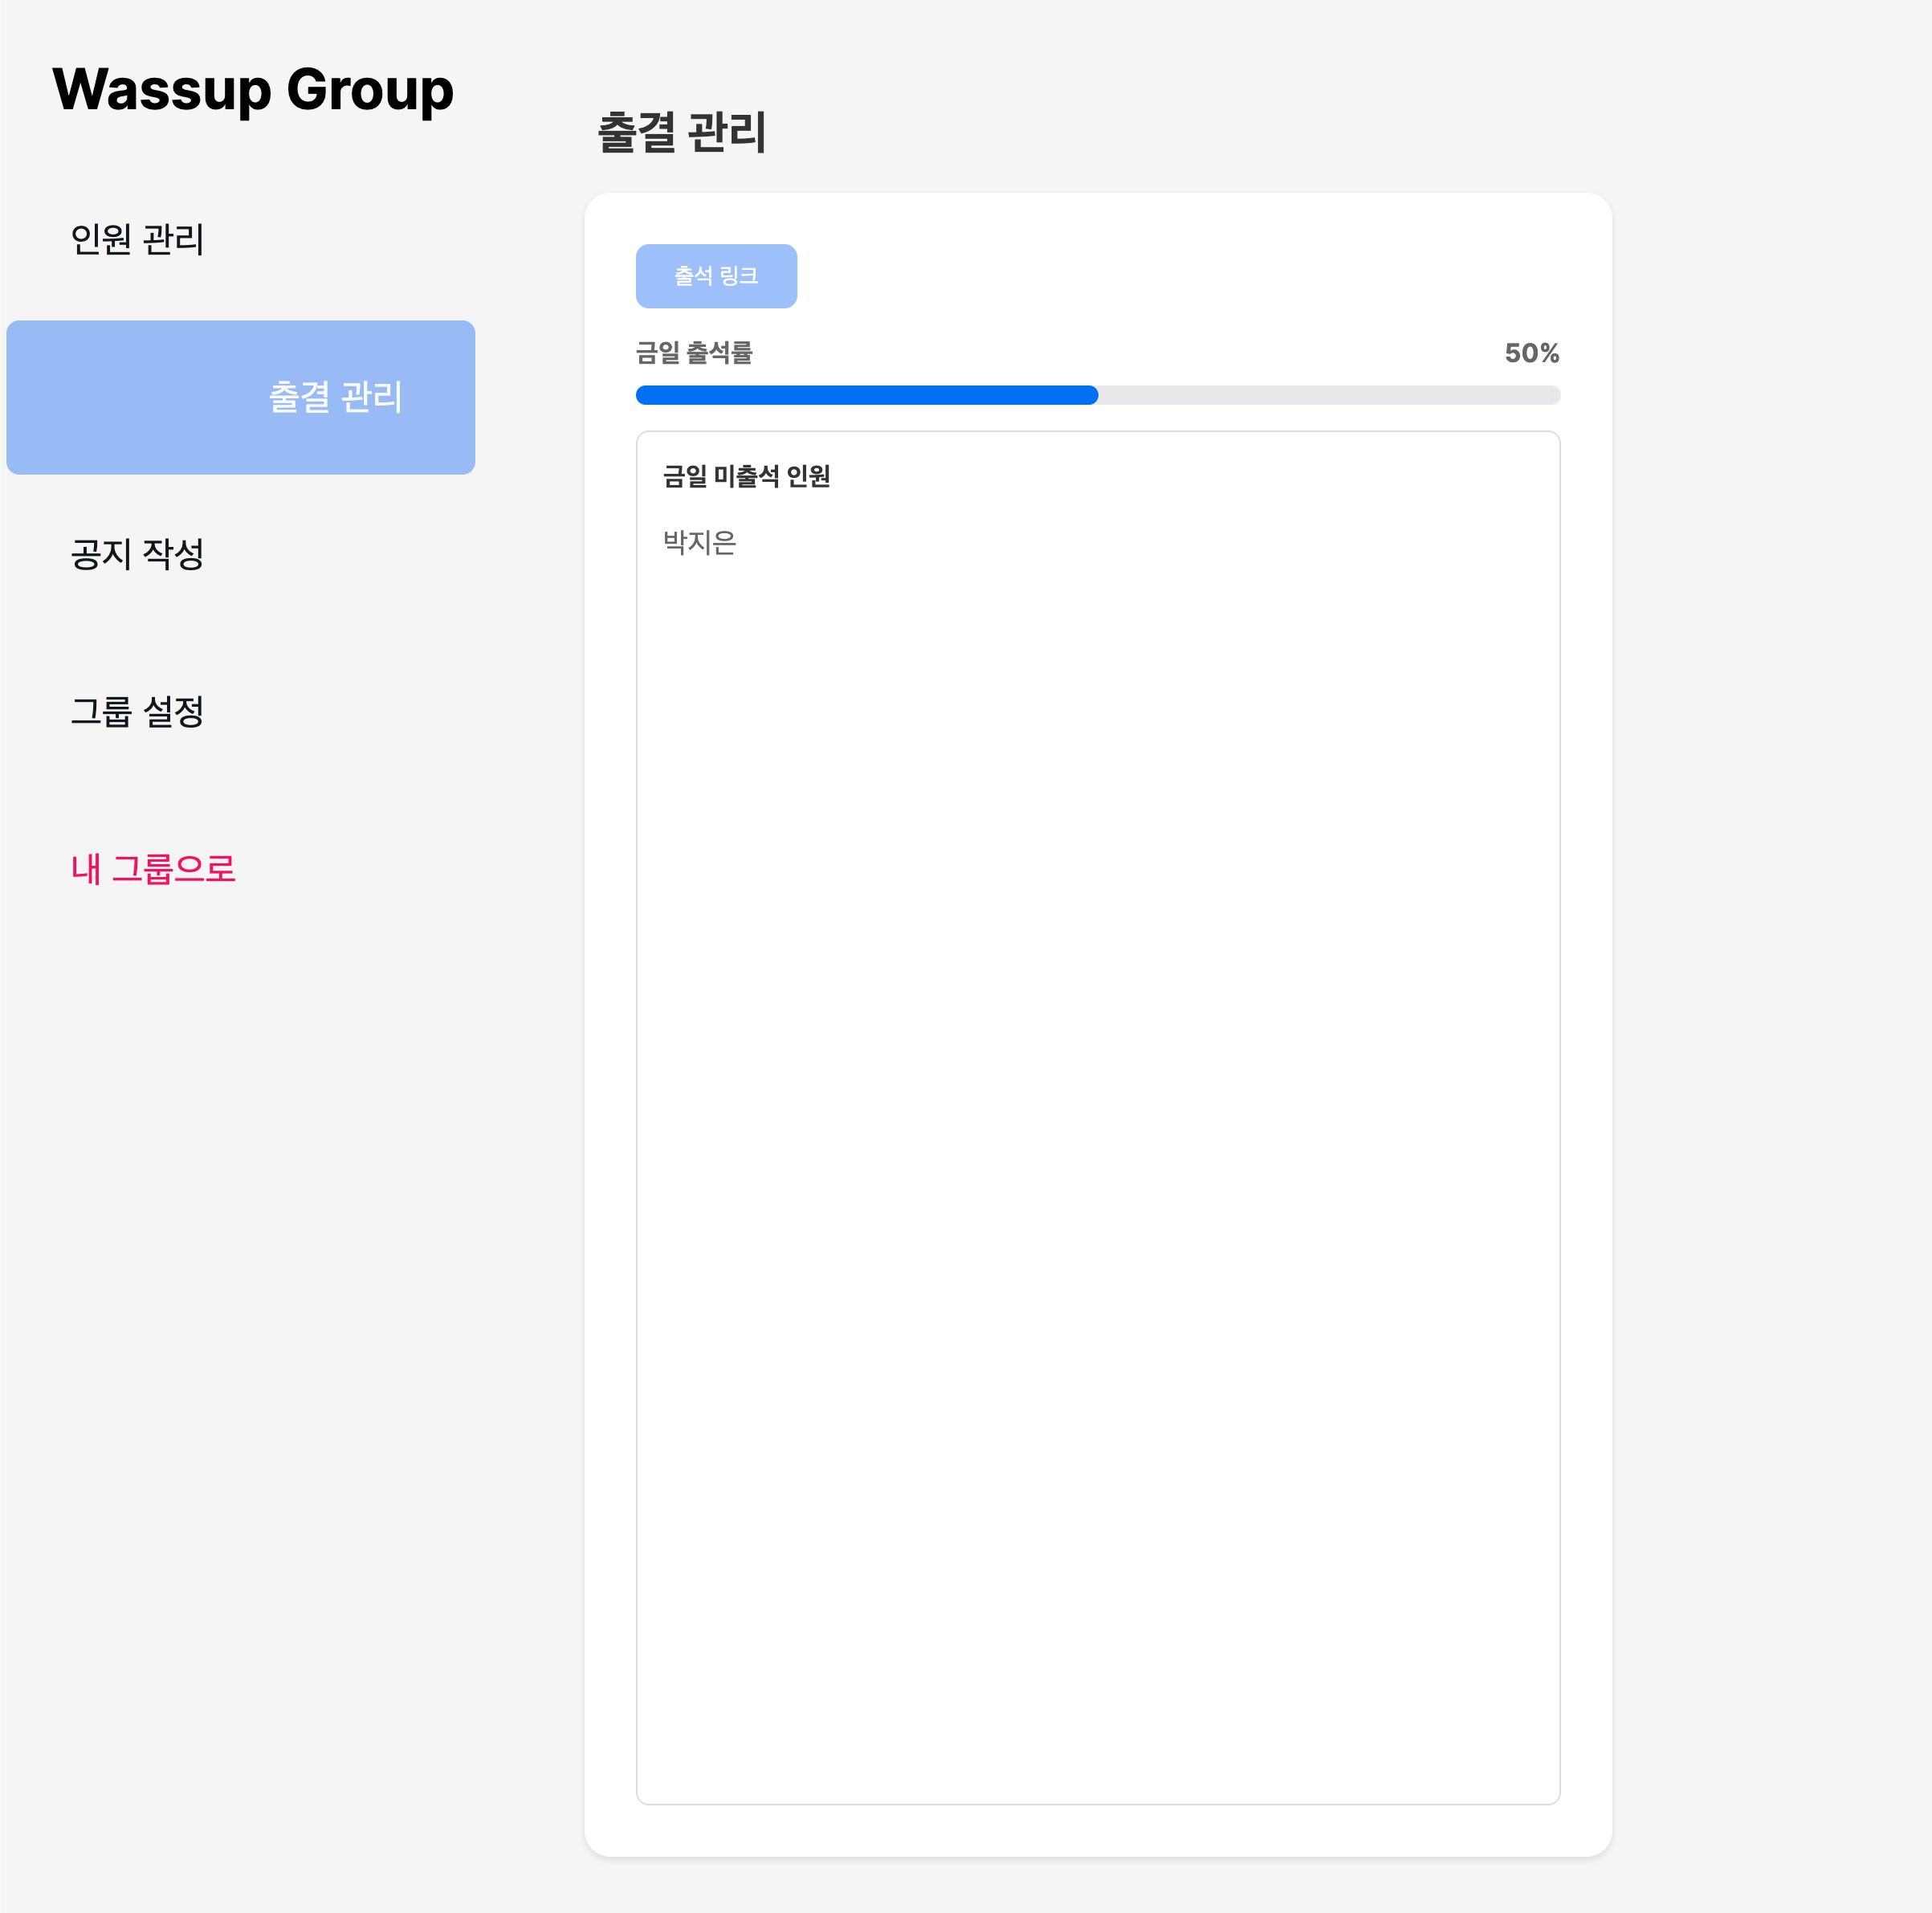 Wassup Group
인원 관리
출결 관리
공지 작성
그룹 설정
내 그룹으로
출결 관리
출석 링크
금일 출석률 50%
금일 미출석 인원
박지은